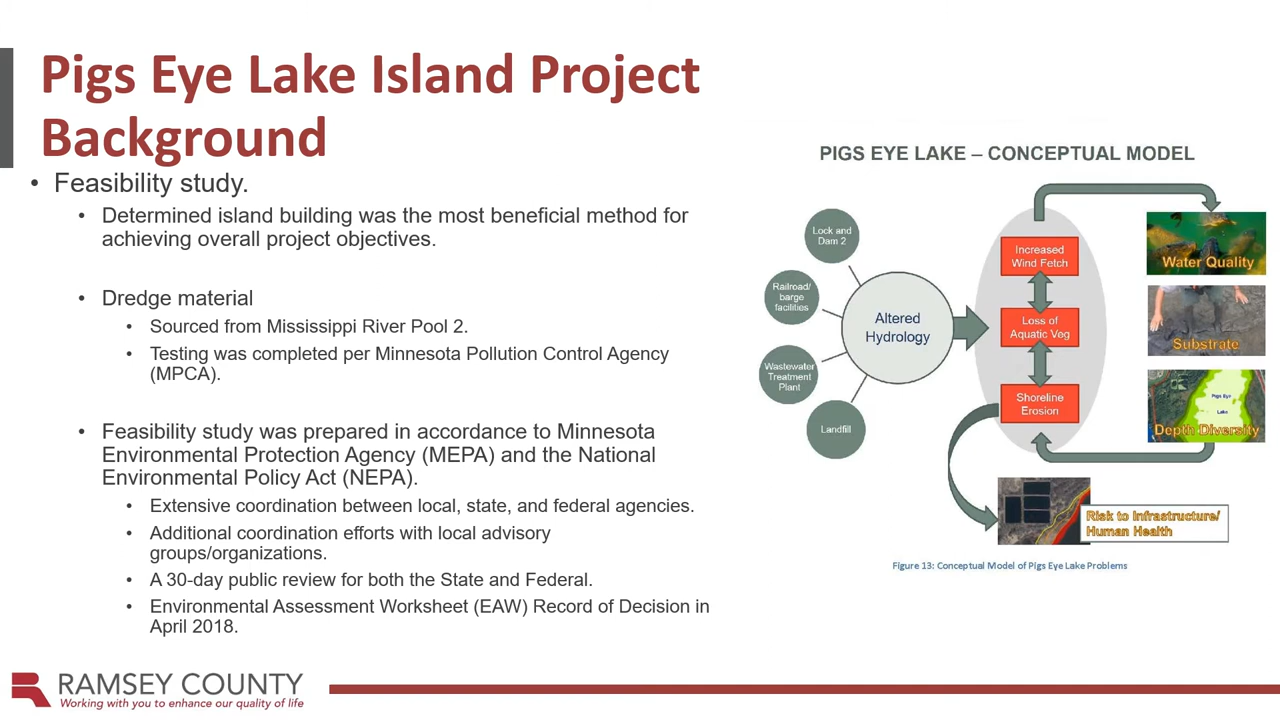 Pigs Eye Lake Island Project
Background
• Feasibility study.
• Determined island building was the most beneficial method for
achieving overall project objectives.
• Dredge material
• Sourced from Mississippi River Pool 2.
• Testing was completed per Minnesota Pollution Control Agency
(MPCA).
• Feasibility study was prepared in accordance to Minnesota
Environmental Protection Agency (MEPA) and the National
Environmental Policy Act (NEPA).
• Extensive coordination between local, state, and federal agencies.
• Additional coordination efforts with local advisory
groups/organizations.
• A 30-day public review for both the State and Federal.
• Environmental Assessment Worksheet (EAW) Record of Decision in
April 2018.
PIGS EYE LAKE – CONCEPTUAL MODEL
Lock and
Dam 2
Railroad/
barge
facilities
Wastewater
Treatment
Plant
Landfill
Altered
Hydrology
Increased
Wind Fetch
Loss of
Aquatic Veg
Shoreline
Erosion
Water Quality
Substrate
Pigs Eye
Lake
Depth Diversity
Risk to Infrastructure/
Human Health
Figure 13: Conceptual Model of Pigs Eye Lake Problems
RAMSEY COUNTY
Working with you to enhance our quality of life